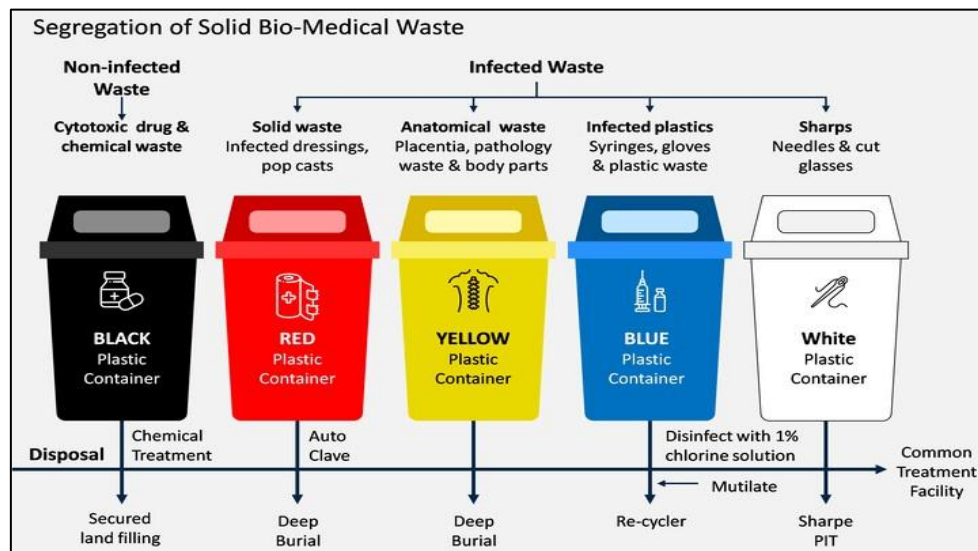 Segregation of Solid Bio-Medical Waste
Non-infected
Waste
Infected Waste
Cytotoxic drug &
chemical waste
Solid waste
Infected dressings,
pop casts
Anatomical waste
Placentia, pathology
waste & body parts
Infected plastics
Syringes, gloves
& plastic waste
Sharps
Needles & cut
glasses
BLACK
Plastic
Container
RED
Plastic
Container
YELLOW
Plastic
Container
BLUE
Plastic
Container
White
Plastic
Container
Disposal
Chemical
Treatment
Auto
Clave
Disinfect with 1%
chlorine solution
Mutilate
Common
Treatment
Facility
Secured
land filling
Deep
Burial
Deep
Burial
Re-cycler
Sharpe
PIT